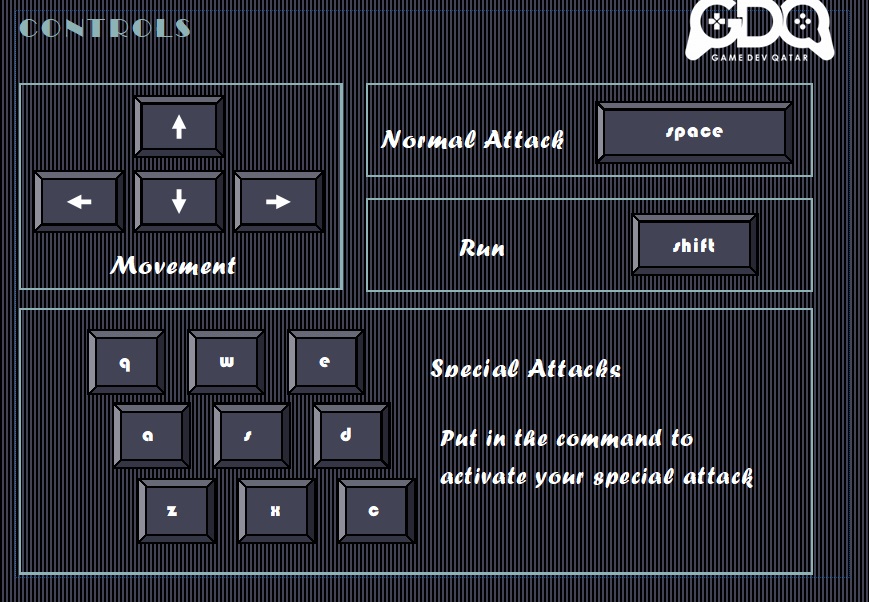 CONTROLS
GDQ
GAME DEV QATAR
↑
← ↓ →
Movement
Normal Attack
space
Run
shift
q w e
a s d
z x c
Special Attacks
Put in the command to
activate your special attack